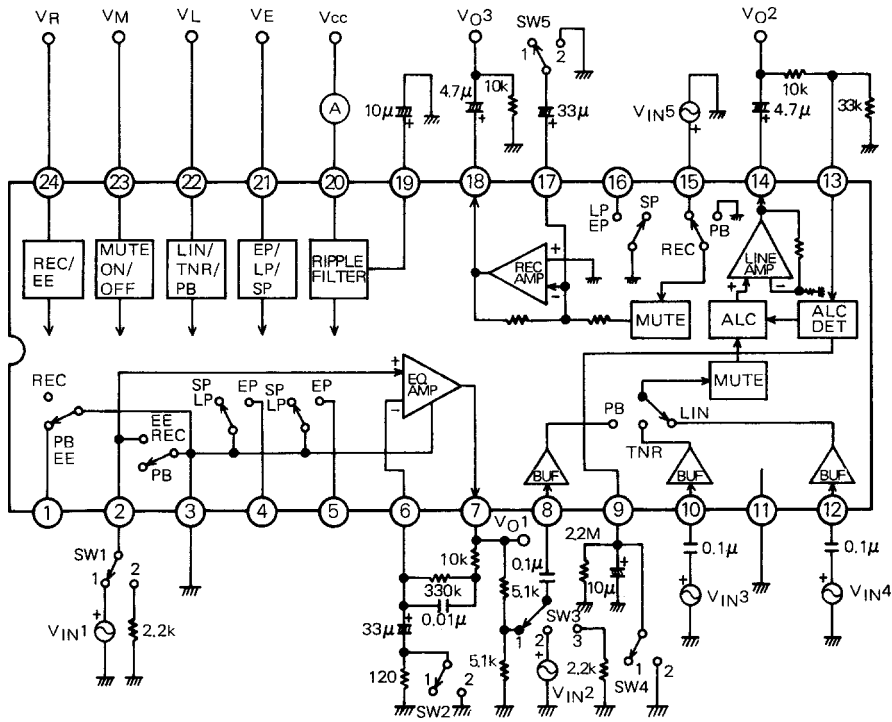 VR VM VL VE Vcc VO3 SW5 VO2
1 2
A
10μ + 4.7μ + 10k 33μ + VIN5 + 10k 4.7μ + 33k
24 23 22 21 20 19 18 17 16 15 14 13
REC/ EE
MUTE ON/ OFF
LIN/ TNR/ PB
EP/ LP/ SP
RIPPLE FILTER
REC AMP + −
LP EP SP
REC PB
LINE AMP + −
MUTE ALC ALC DET
MUTE
REC
PB EE
EE REC
PB
SP LP EP
SP LP EP
+ − EQ AMP
PB LIN
TNR
BUF BUF BUF
1 2 3 4 5 6 7 8 9 10 11 12
VO1
SW1
1 2
+
VIN1 2.2k
10k
330k
0.01μ
33μ +
120
SW2
1 2
5.1k
5.1k
0.1μ
SW3
1 2 3
VIN2 +
2.2k
2.2M
10μ +
SW4
1 2
0.1μ
+
VIN3
0.1μ
+
VIN4